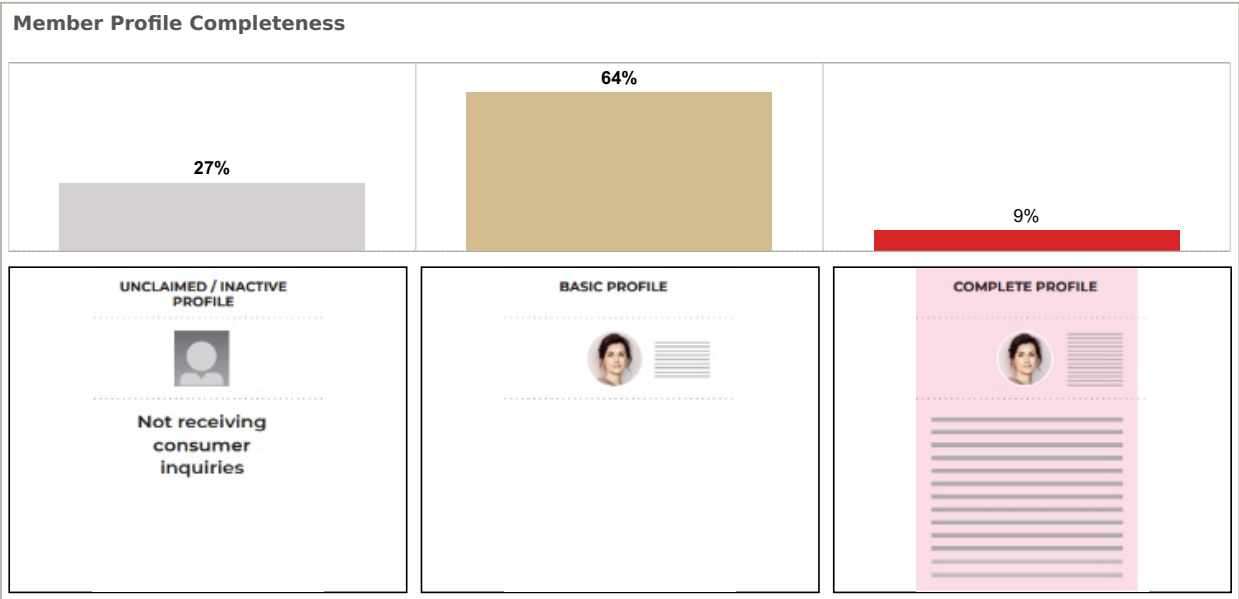 Member Profile Completeness
27%
64%
9%
UNCLAIMED / INACTIVE
PROFILE
Not receiving
consumer
inquiries
BASIC PROFILE
COMPLETE PROFILE